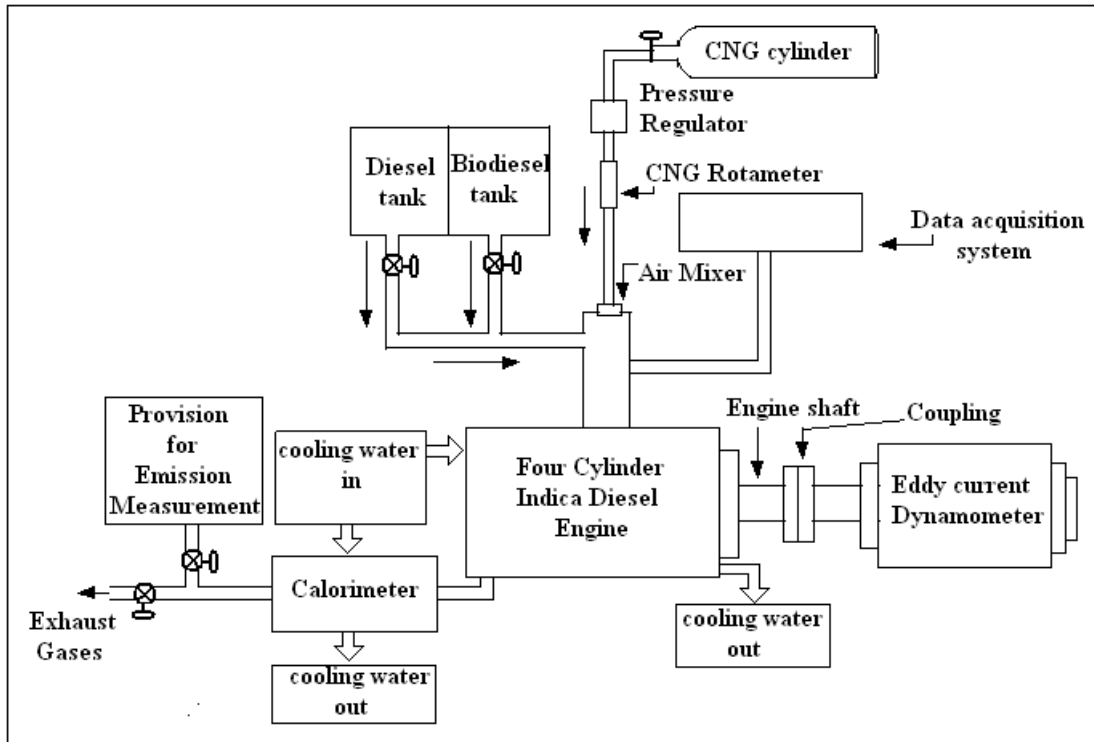 CNG cylinder
Pressure
Regulator
Diesel
tank
Biodiesel
tank
CNG Rotameter
Data acquisition
system
Air Mixer
Provision
for
Emission
Measurement
cooling water
in
Four Cylinder
Indica Diesel
Engine
Engine shaft
Coupling
Eddy current
Dynamometer
Calorimeter
Exhaust
Gases
cooling water
out
cooling water
out